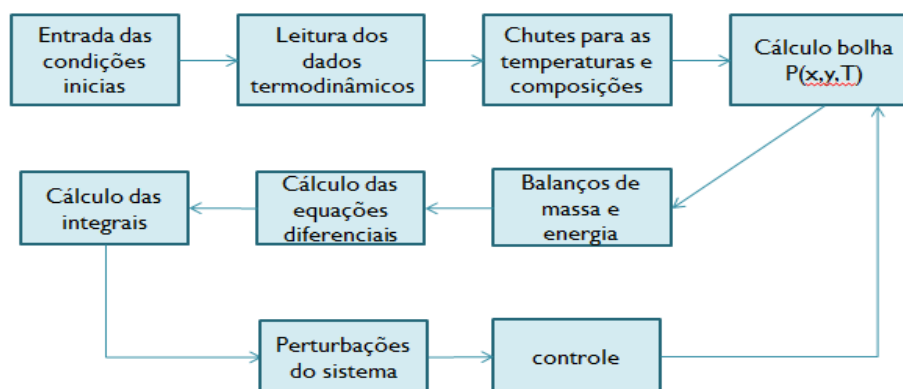 Entrada das
condições
inicias
Leitura dos
dados
termodinâmicos
Chutes para as
temperaturas e
composições
Cálculo bolha
P(x,y,T)
Cálculo das
integrais
Cálculo das
equações
diferenciais
Balanços de
massa e
energia
Perturbações
do sistema
controle